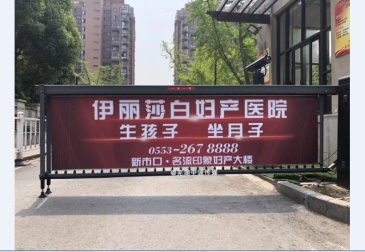 伊丽莎白妇产医院
生孩子 坐月子
0553-267 8888
新市口·名流印象妇产大楼